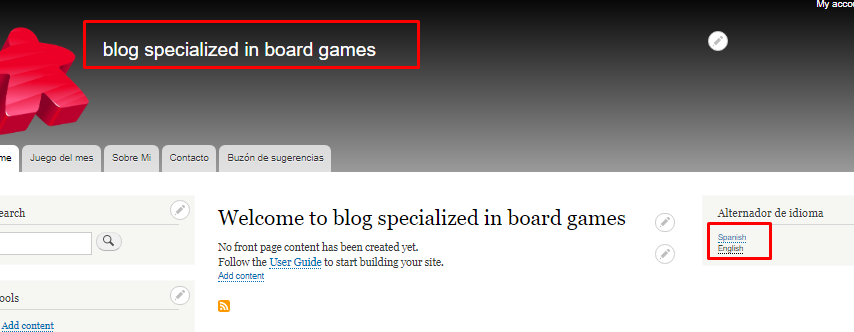 My acco
blog specialized in board games
me
Juego del mes
Sobre Mi
Contacto
Buzón de sugerencias
earch
Welcome to blog specialized in board games
Alternador de idioma
Spanish
English
No front page content has been created yet.
Follow the User Guide to start building your site.
Add content
ools
Add content